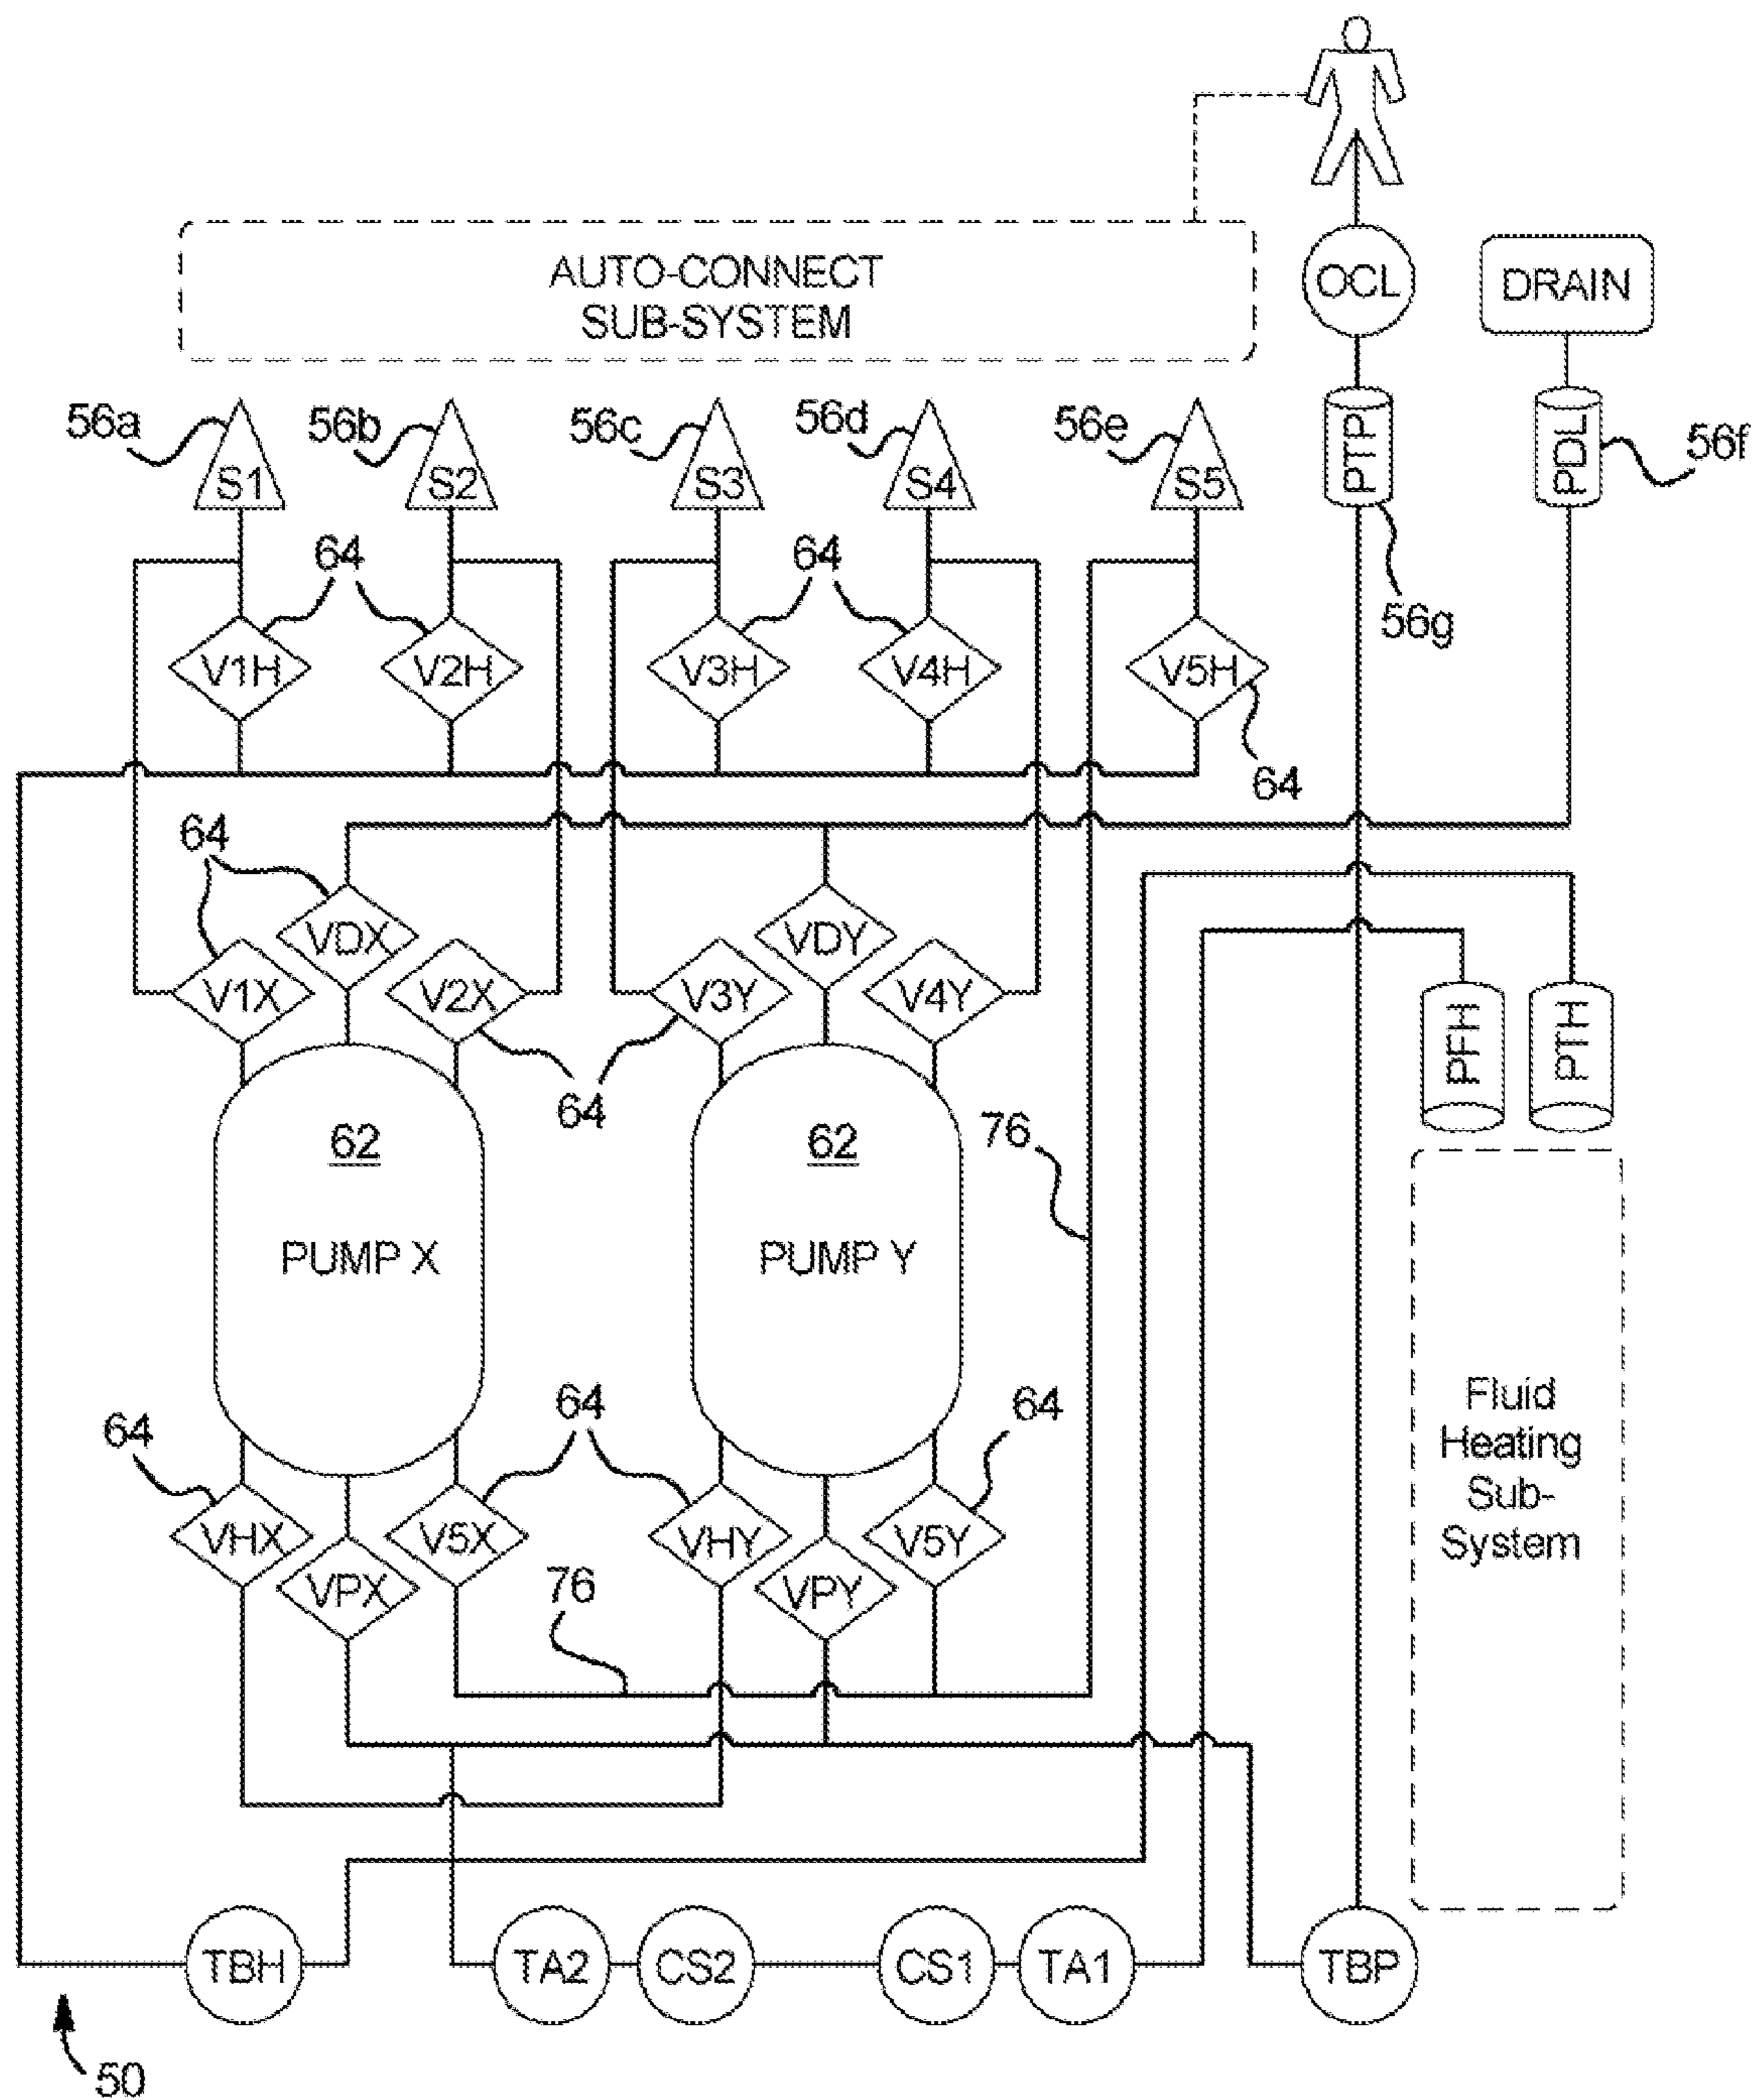 AUTO-CONNECT
SUB-SYSTEM
OCL
DRAIN
56a
56b
56c
56d
56e
S1
S2
S3
S4
S5
PTP
PDL
56f
64
64
56g
V1H
V2H
V3H
V4H
V5H
64
64
VDX
VDY
V1X
V2X
V3Y
V4Y
PFH
PTH
64
62
62
76
PUMP X
PUMP Y
64
64
64
Fluid
Heating
Sub-
System
VHX
V5X
VHY
V5Y
VPX
VPY
76
TBH
TA2
CS2
CS1
TA1
TBP
50